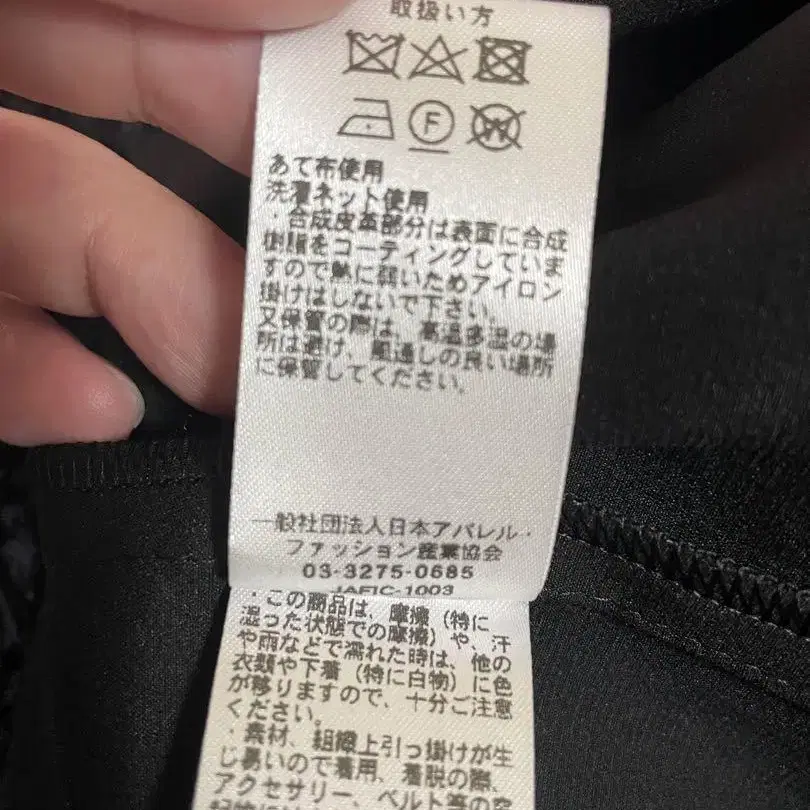 取扱い方
F
W
あて布使用
洗濯ネット使用
・合成皮革部分は表面に合成
樹脂をコーティングしていま
すので熱に弱いためアイロン
掛けはしないで下さい。
又保管の際は、高温多湿の場
所は避け、風通しの良い場所
に保管してください。
一般社団法人日本アパレル・
ファッション産業協会
03-3275-0685
JAFIC-1003
・この商品は、摩擦（特に
湿った状態での摩擦）や、汗
や雨などで濡れた時は、他の
衣類や下着（特に白物）に色
が移りますので、十分ご注意
ください。
・素材、組織上引っ掛けが生
じ易いので着用、着脱の際、
アクセサリー、ベルト等の突